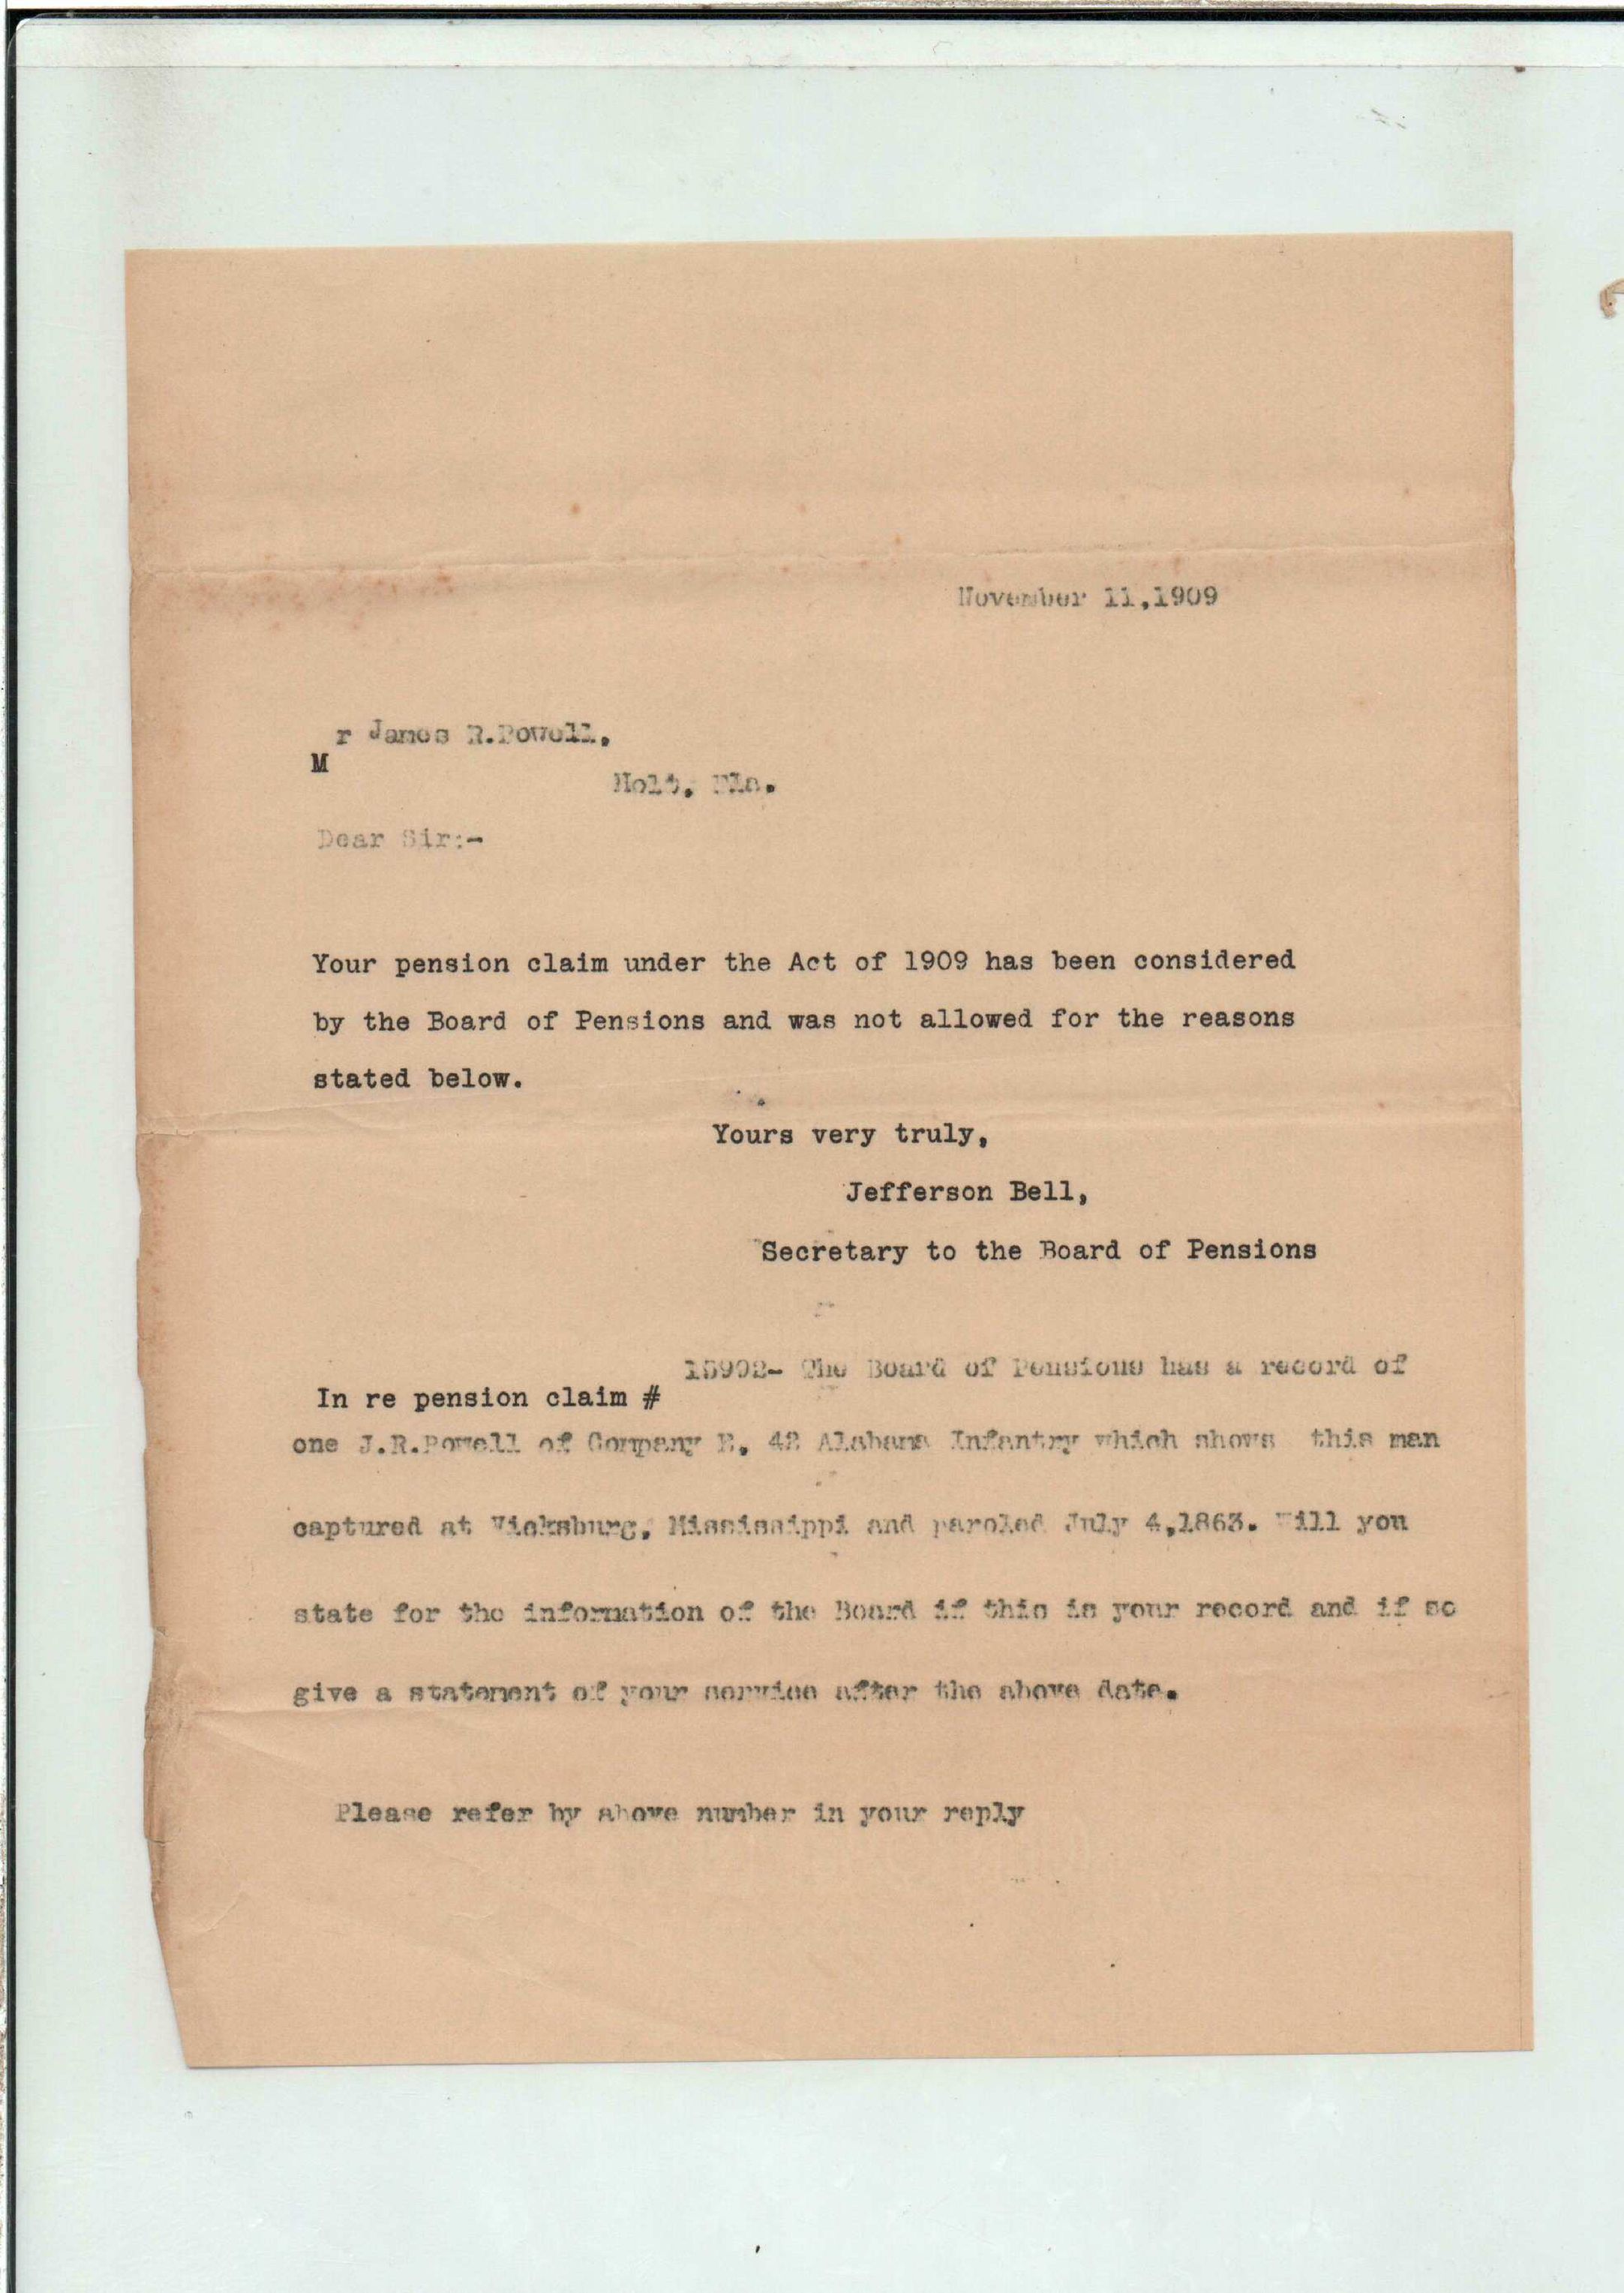 November 11,1909
Mr James R.Powell,
Holt, Fla.
Dear Sir:-
Your pension claim under the Act of 1909 has been considered
by the Board of Pensions and was not allowed for the reasons
stated below.
Yours very truly,
Jefferson Bell,
Secretary to the Board of Pensions
In re pension claim # 15902- The Board of Pensions has a record of
one J.R.Powell of Company E, 42 Alabama Infantry which shows this man
captured at Vicksburg, Mississippi and paroled July 4,1863. Will you
state for the information of the Board if this is your record and if so
give a statement of your service after the above date.
Please refer by above number in your reply